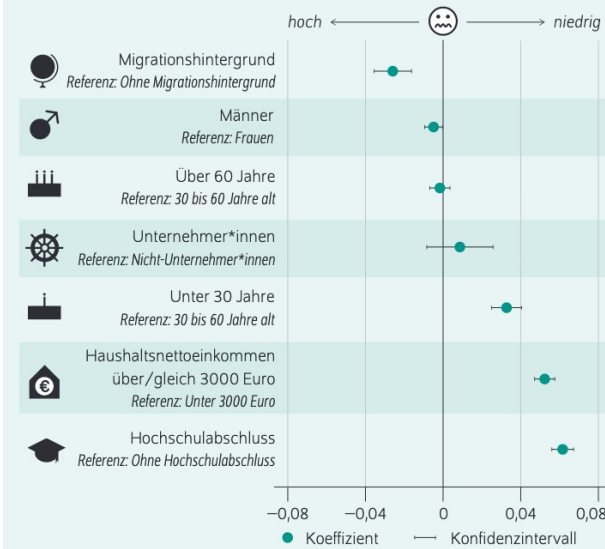 hoch niedrig
Migrationshintergrund
Referenz: Ohne Migrationshintergrund
Männer
Referenz: Frauen
Über 60 Jahre
Referenz: 30 bis 60 Jahre alt
Unternehmer*innen
Referenz: Nicht-Unternehmer*innen
Unter 30 Jahre
Referenz: 30 bis 60 Jahre alt
Haushaltsnettoeinkommen
über/gleich 3000 Euro
Referenz: Unter 3000 Euro
Hochschulabschluss
Referenz: Ohne Hochschulabschluss
−0,08 −0,04 0 0,04 0,08
Koeffizient Konfidenzintervall